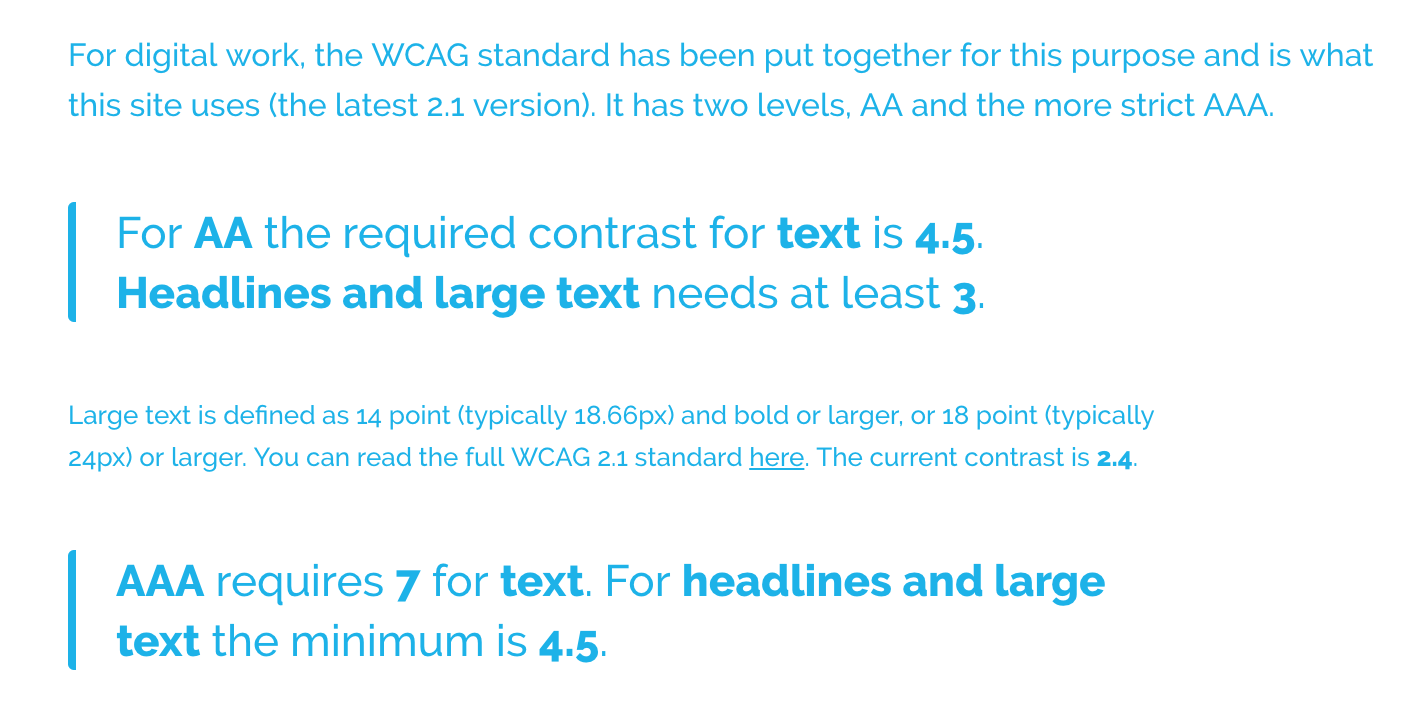 For digital work, the WCAG standard has been put together for this purpose and is what
this site uses (the latest 2.1 version). It has two levels, AA and the more strict AAA.
For AA the required contrast for text is 4.5.
Headlines and large text needs at least 3.
Large text is defined as 14 point (typically 18.66px) and bold or larger, or 18 point (typically
24px) or larger. You can read the full WCAG 2.1 standard here. The current contrast is 2.4.
AAA requires 7 for text. For headlines and large
text the minimum is 4.5.